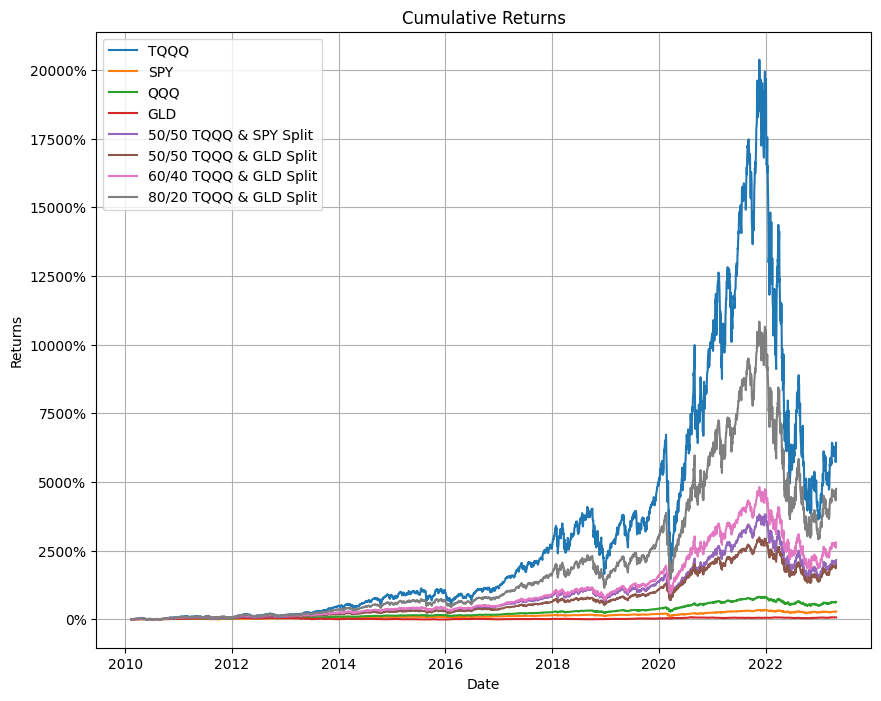 Cumulative Returns
TQQQ
SPY
QQQ
GLD
50/50 TQQQ & SPY Split
50/50 TQQQ & GLD Split
60/40 TQQQ & GLD Split
80/20 TQQQ & GLD Split
20000%
17500%
15000%
12500%
10000%
7500%
5000%
2500%
0%
Returns
2010 2012 2014 2016 2018 2020 2022
Date